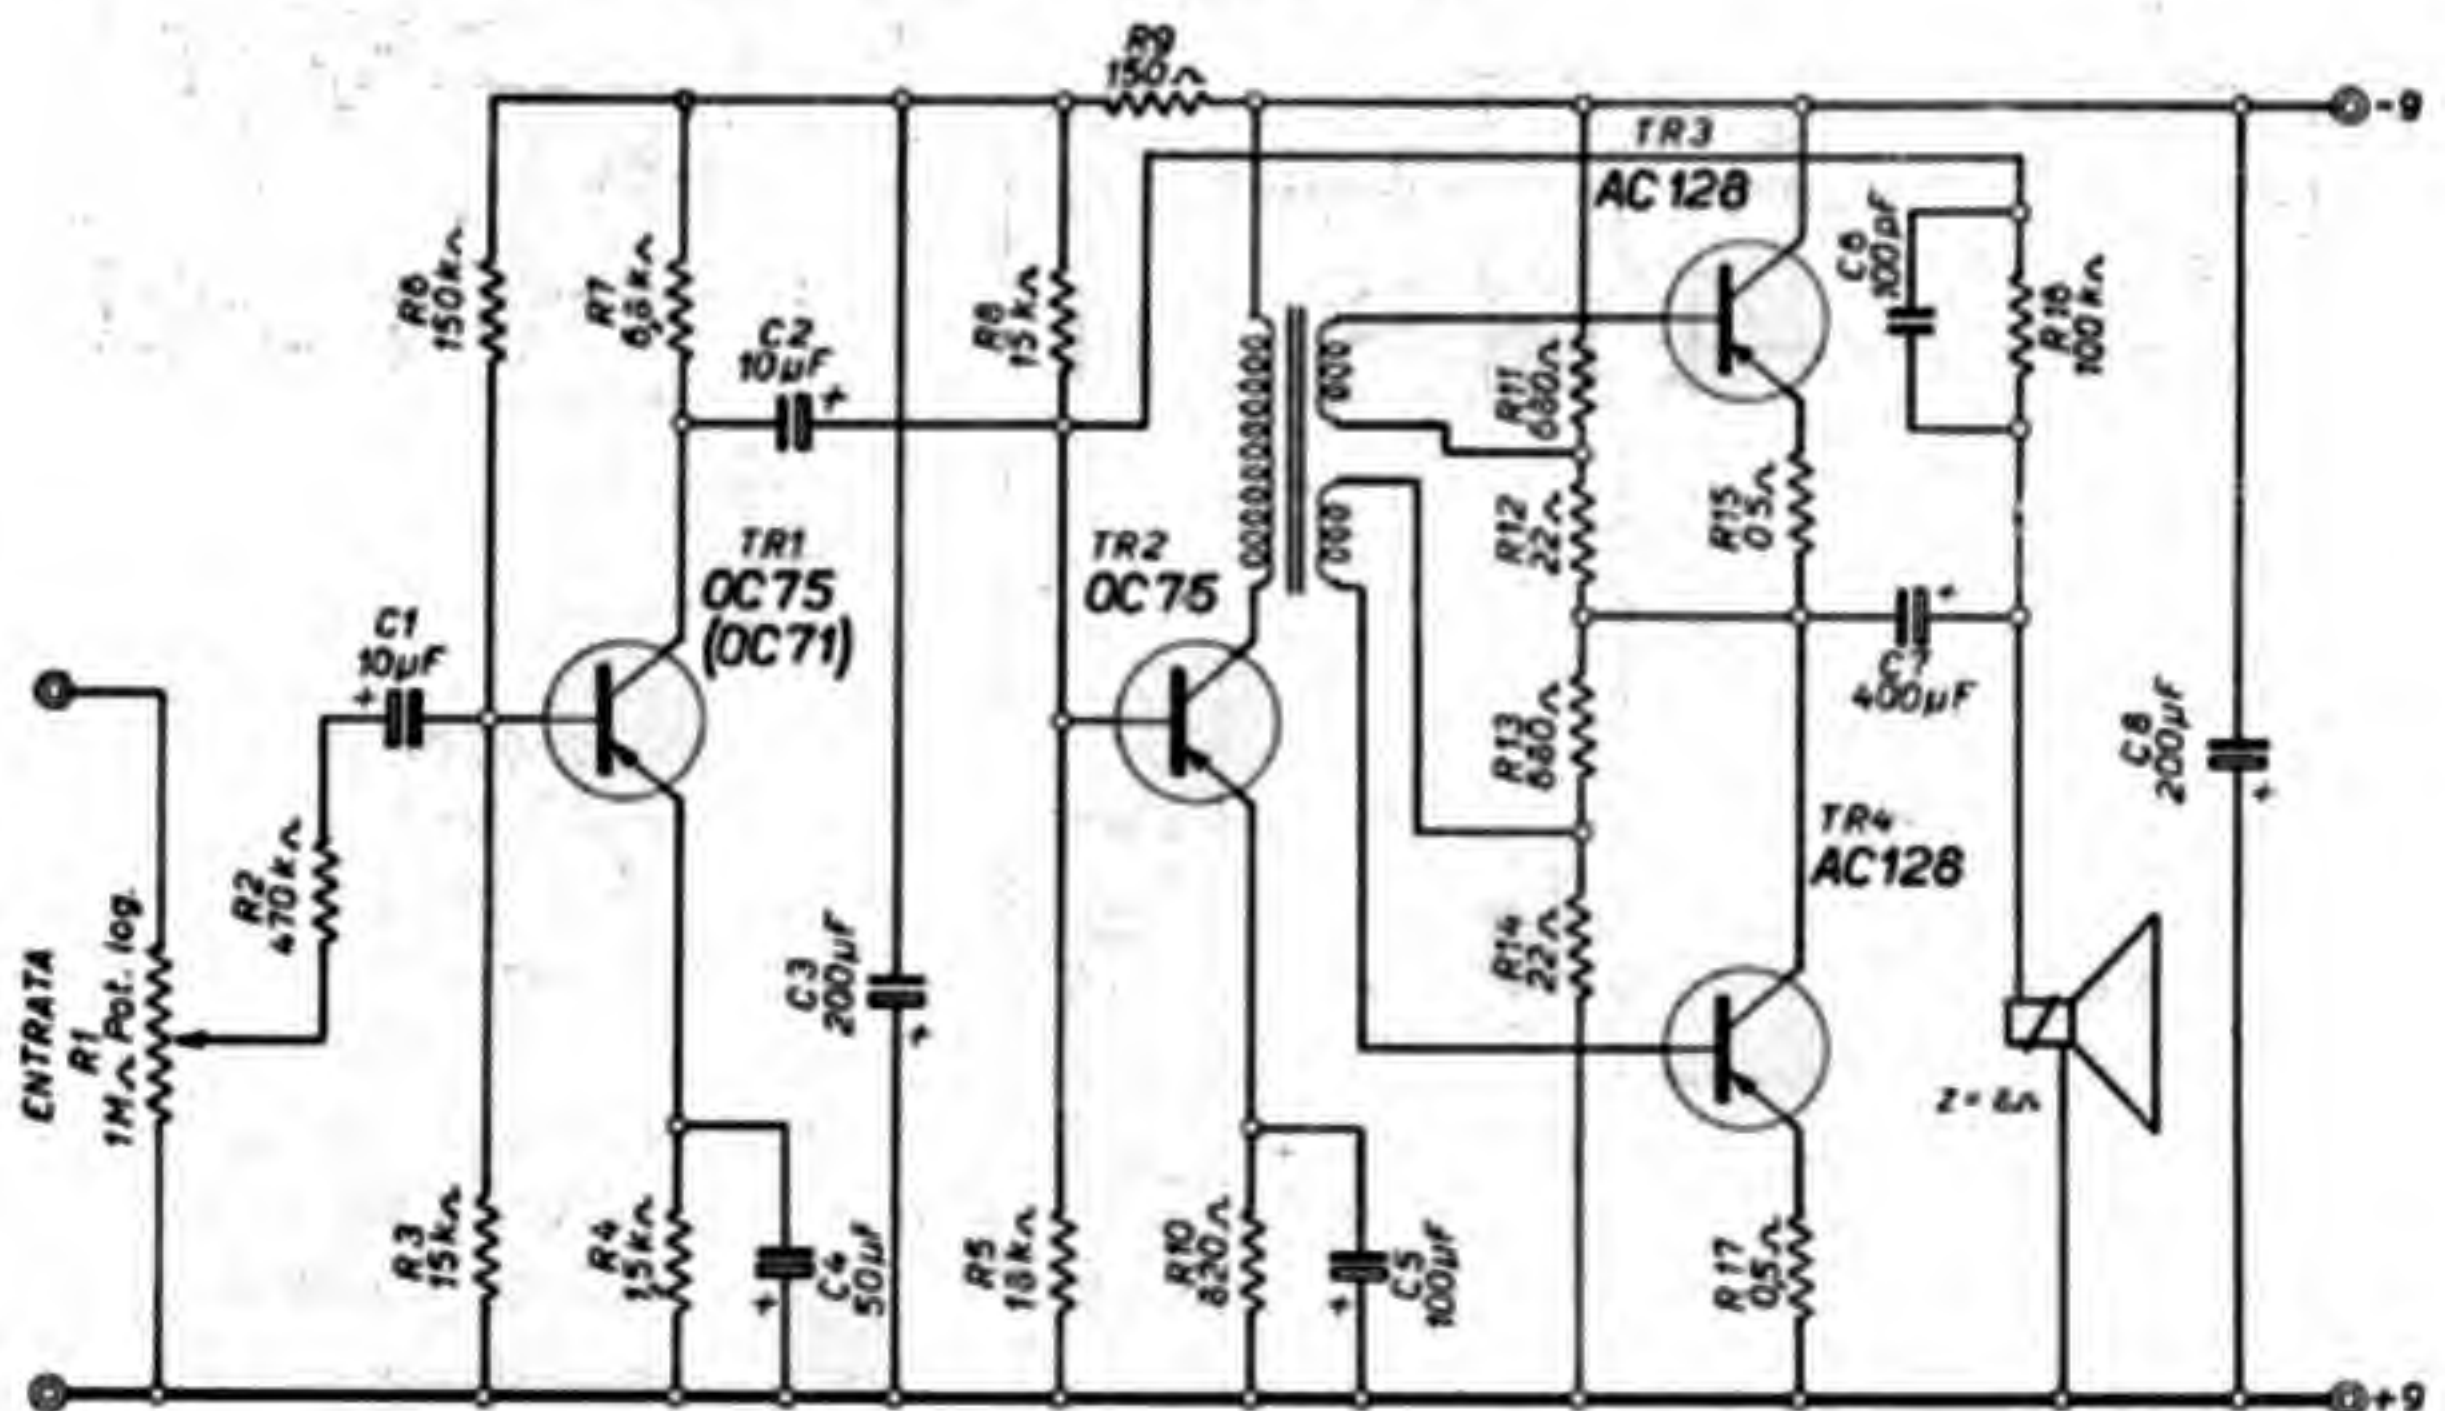 R9
150Ω
-9
TR3
AC128
R6
150kΩ
R7
6,8kΩ
C2
10µF
+
R8
15kΩ
R11
680Ω
C6
100pF
R16
100kΩ
R12
22Ω
R15
0,5Ω
TR1
OC75
(OC71)
TR2
OC75
C1
10µF
+
+
C7
400µF
R13
680Ω
C8
200µF
+
TR4
AC128
R2
470kΩ
ENTRATA
R1
1MΩ Pot. log.
C3
200µF
+
R14
22Ω
Z = 8Ω
R3
15kΩ
R4
1,5kΩ
C4
50µF
+
R5
18kΩ
R10
820Ω
C5
100µF
+
R17
0,5Ω
+9